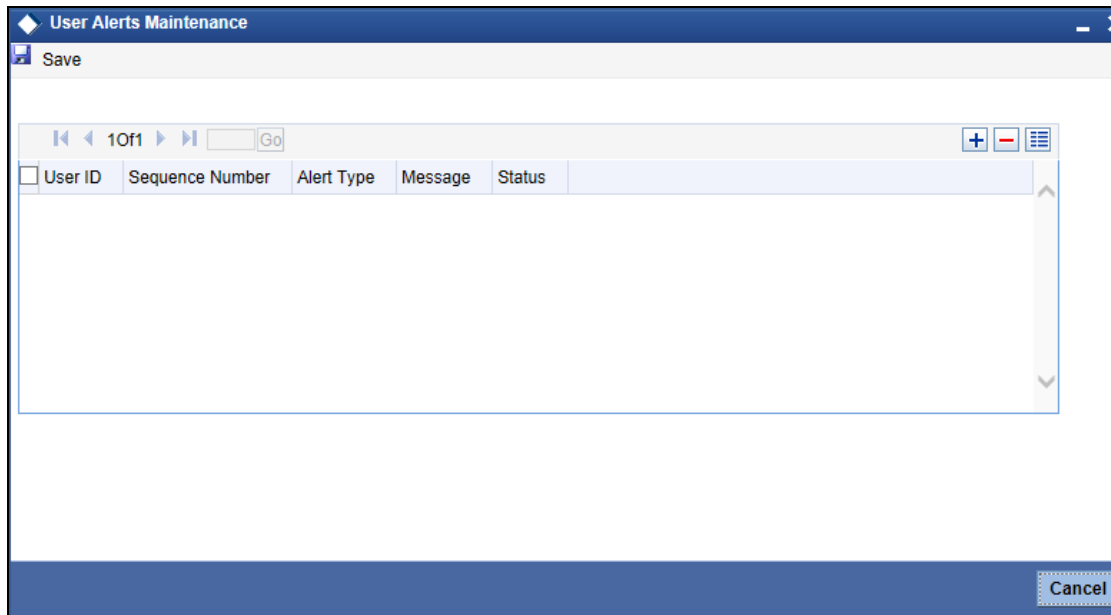 User Alerts Maintenance
Save
1Of1 Go
User ID Sequence Number Alert Type Message Status
Cancel